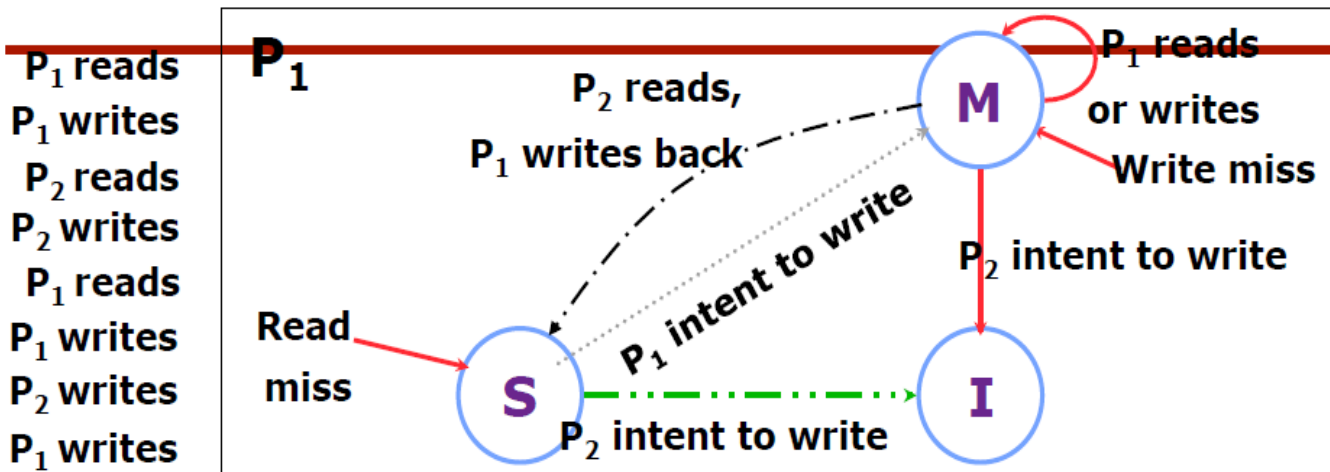 P₁ reads
P₁ writes
P₂ reads
P₂ writes
P₁ reads
P₁ writes
P₂ writes
P₁ writes
P₁
P₂ reads,
P₁ writes back
M
P₁ reads
or writes
Write miss
P₁ intent to write
P₂ intent to write
Read
miss
S
P₂ intent to write
I